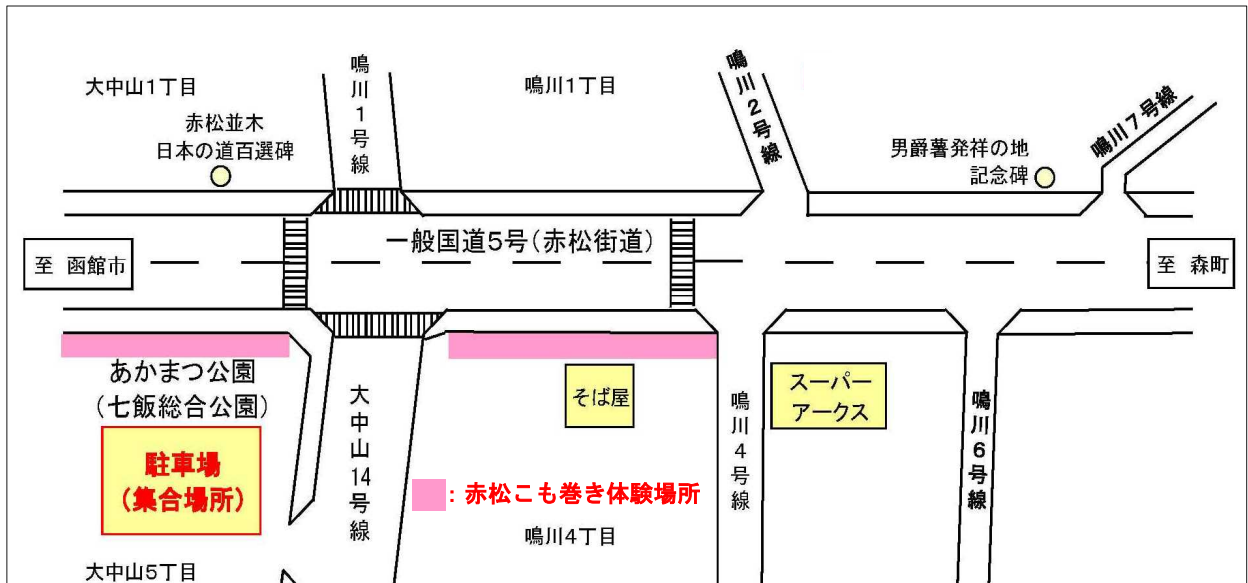 大中山1丁目
鳴川1号線
鳴川1丁目
鳴川2号線
鳴川7号線
赤松並木
日本の道百選碑
男爵薯発祥の地
記念碑
一般国道5号(赤松街道)
至 函館市
至 森町
あかまつ公園
(七飯総合公園)
駐車場
(集合場所)
大中山14号線
そば屋
鳴川4号線
スーパー
アークス
鳴川6号線
:赤松こも巻き体験場所
鳴川4丁目
大中山5丁目